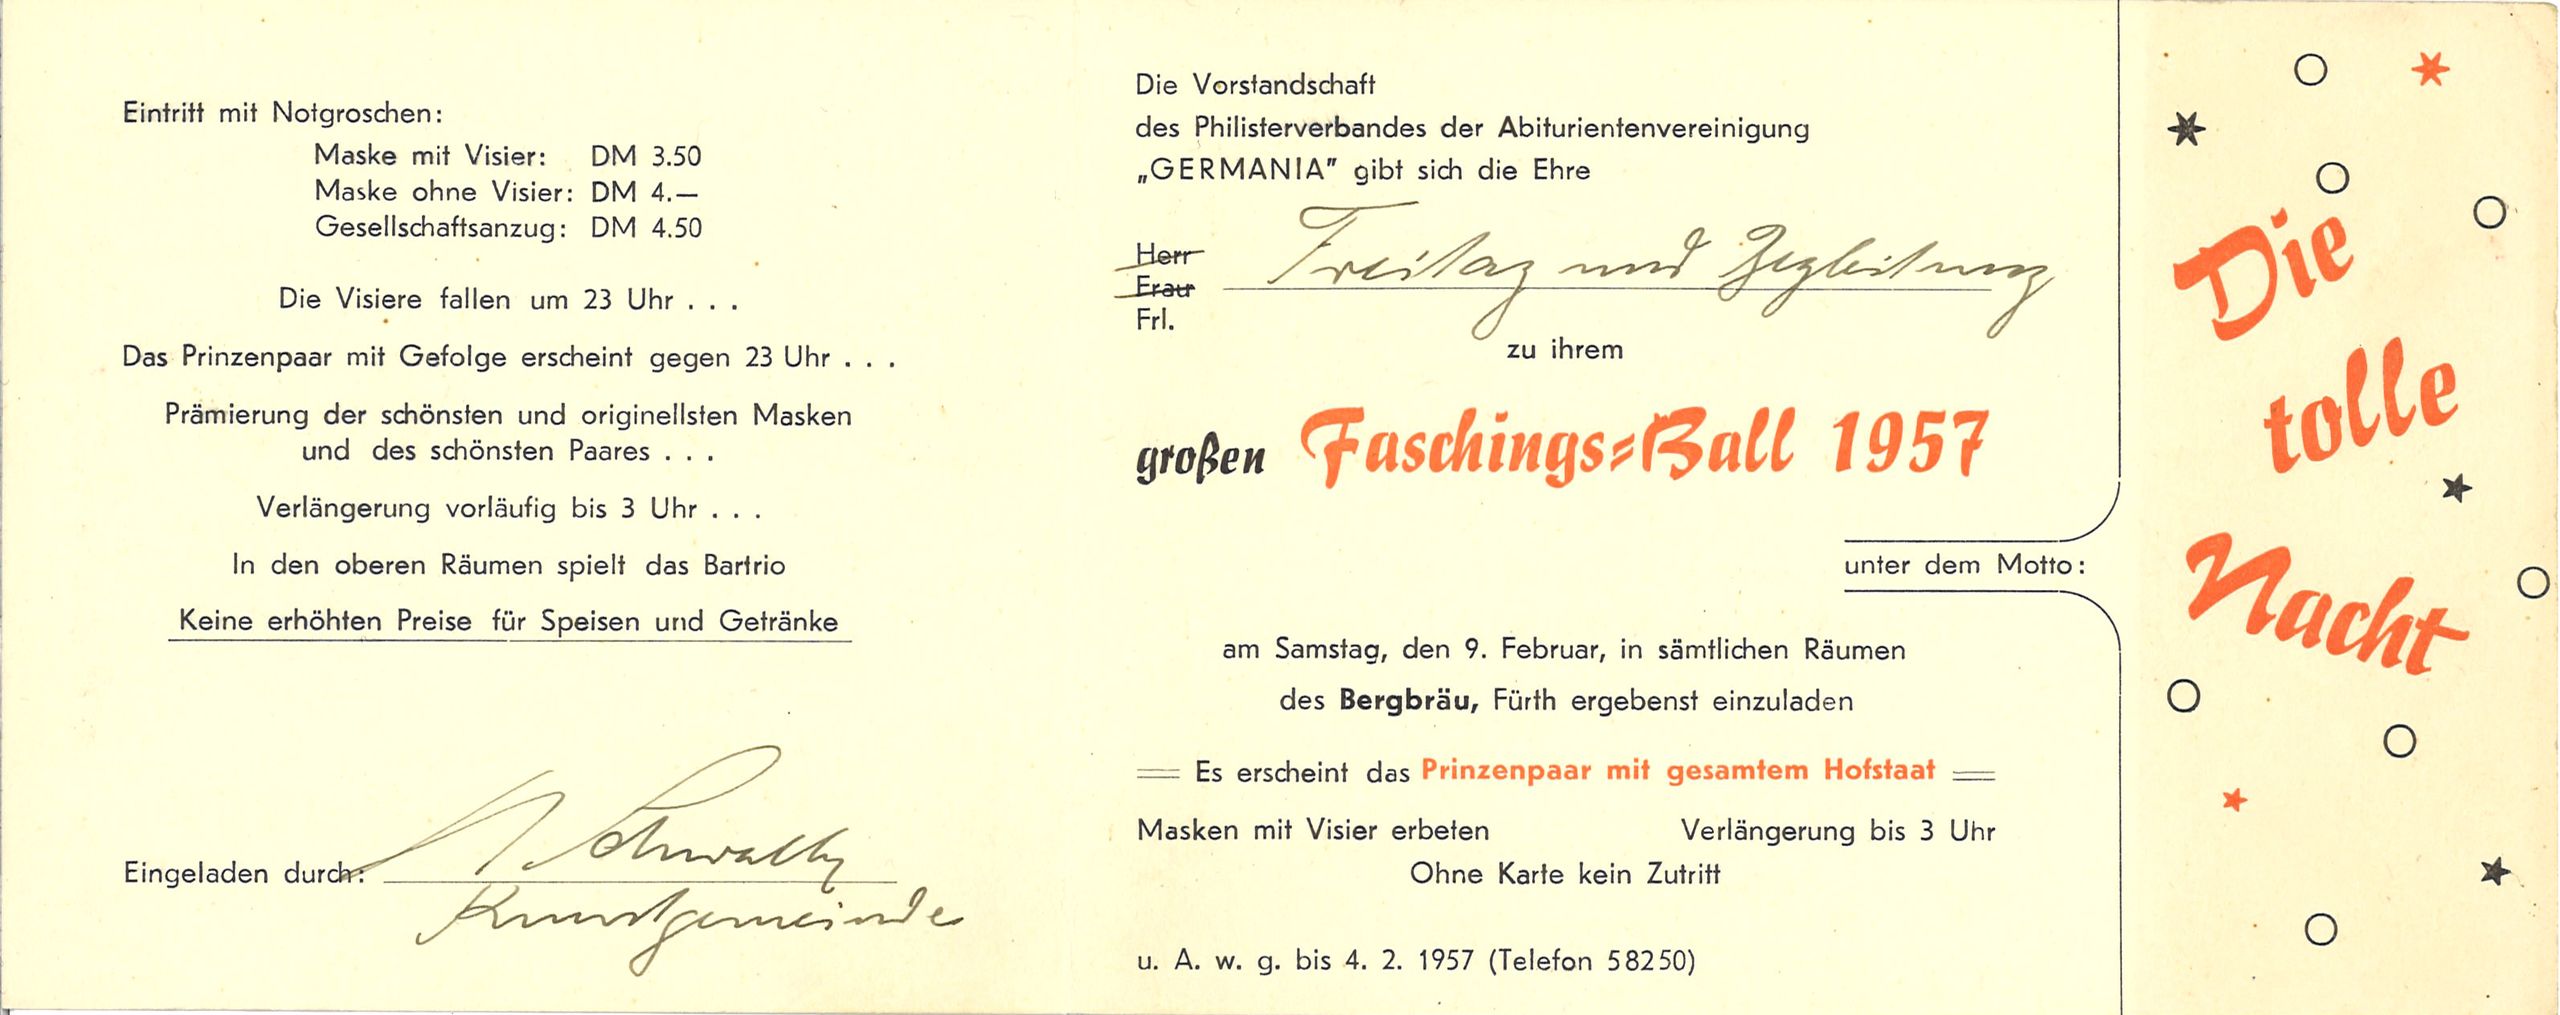 Eintritt mit Notgroschen:
Maske mit Visier: DM 3.50
Maske ohne Visier: DM 4.—
Gesellschaftsanzug: DM 4.50
Die Visiere fallen um 23 Uhr . . .
Das Prinzenpaar mit Gefolge erscheint gegen 23 Uhr . . .
Prämierung der schönsten und originellsten Masken
und des schönsten Paares . . .
Verlängerung vorläufig bis 3 Uhr . . .
In den oberen Räumen spielt das Bartrio
Keine erhöhten Preise für Speisen und Getränke
Eingeladen durch:
Kunstgemeinde
Die Vorstandschaft
des Philisterverbandes der Abiturientenvereinigung
„GERMANIA" gibt sich die Ehre
Herr
Frau
Frl.
Freitag und Begleitung
zu ihrem
großen Faschings=Ball 1957
unter dem Motto:
am Samstag, den 9. Februar, in sämtlichen Räumen
des Bergbräu, Fürth ergebenst einzuladen
Es erscheint das Prinzenpaar mit gesamtem Hofstaat
Masken mit Visier erbeten Verlängerung bis 3 Uhr
Ohne Karte kein Zutritt
u. A. w. g. bis 4. 2. 1957 (Telefon 58250)
Die
tolle
Nacht